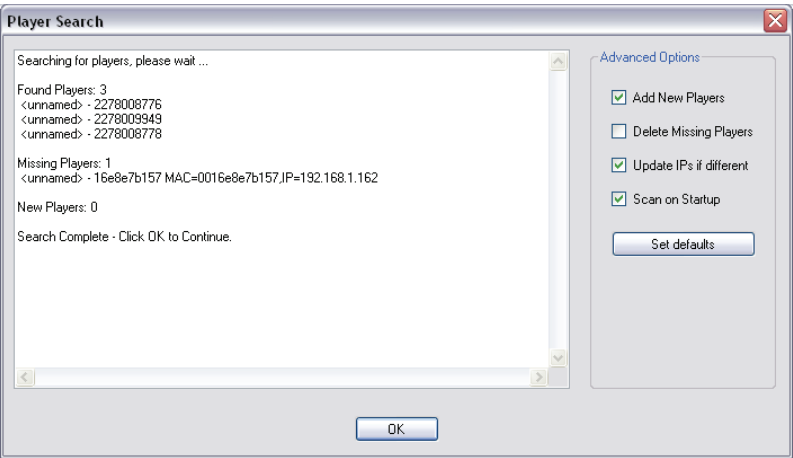 Player Search
Searching for players, please wait ...
Found Players: 3
<unnamed> - 2278008776
<unnamed> - 2278009949
<unnamed> - 2278008778
Missing Players: 1
<unnamed> - 16e8e7b157 MAC=0016e8e7b157,IP=192.168.1.162
New Players: 0
Search Complete - Click OK to Continue.
Advanced Options
Add New Players
Delete Missing Players
Update IPs if different
Scan on Startup
Set defaults
OK